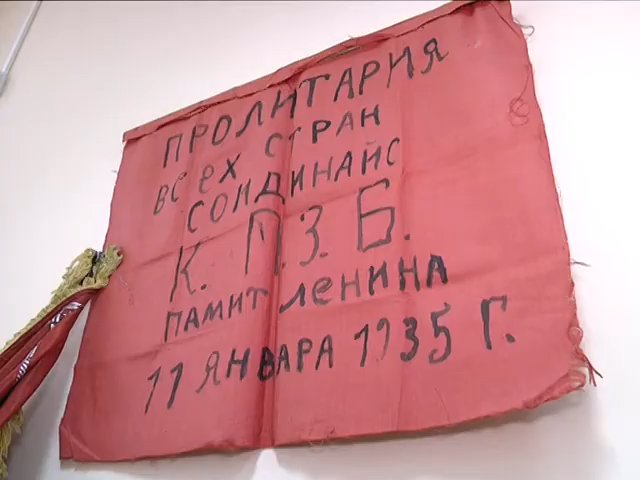 ПРОЛИТАРИЯ
ВСЕХ СТРАН
СОИДИНАЙС
К. П. З. Б.
ПАМИТ ЛЕНИНА
11 ЯНВАРА 1935 Г.